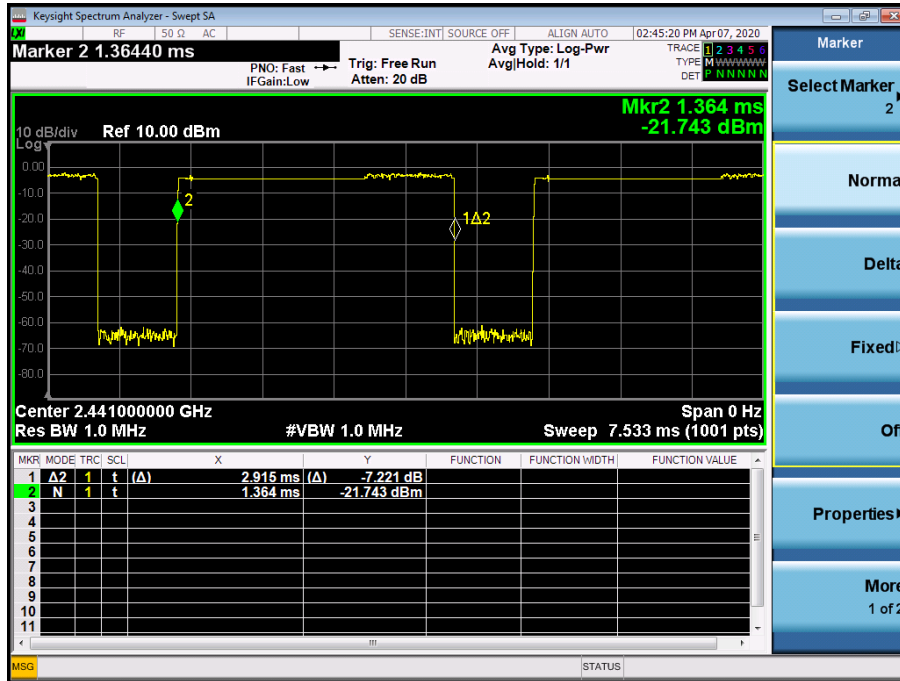 Keysight Spectrum Analyzer - Swept SA
LXI RF 50 Ω AC SENSE:INT SOURCE OFF ALIGN AUTO 02:45:20 PM Apr 07, 2020
Marker 2 1.36440 ms
PNO: Fast
IFGain:Low
Trig: Free Run
Atten: 20 dB
Avg Type: Log-Pwr
Avg|Hold: 1/1
TRACE 1 2 3 4 5 6
TYPE M W W W W W
DET P N N N N N
Mkr2 1.364 ms
-21.743 dBm
10 dB/div Ref 10.00 dBm
Log
0.00
-10.0
-20.0
-30.0
-40.0
-50.0
-60.0
-70.0
-80.0
2
1Δ2
Center 2.441000000 GHz Span 0 Hz
Res BW 1.0 MHz #VBW 1.0 MHz Sweep 7.533 ms (1001 pts)
MKR MODE TRC SCL X Y FUNCTION FUNCTION WIDTH FUNCTION VALUE
1 Δ2 1 t (Δ) 2.915 ms (Δ) -7.221 dB
2 N 1 t 1.364 ms -21.743 dBm
3
4
5
6
7
8
9
10
11
MSG STATUS
Marker
Select Marker
2
Norma
Delta
Fixed
Of
Properties
More
1 of 2